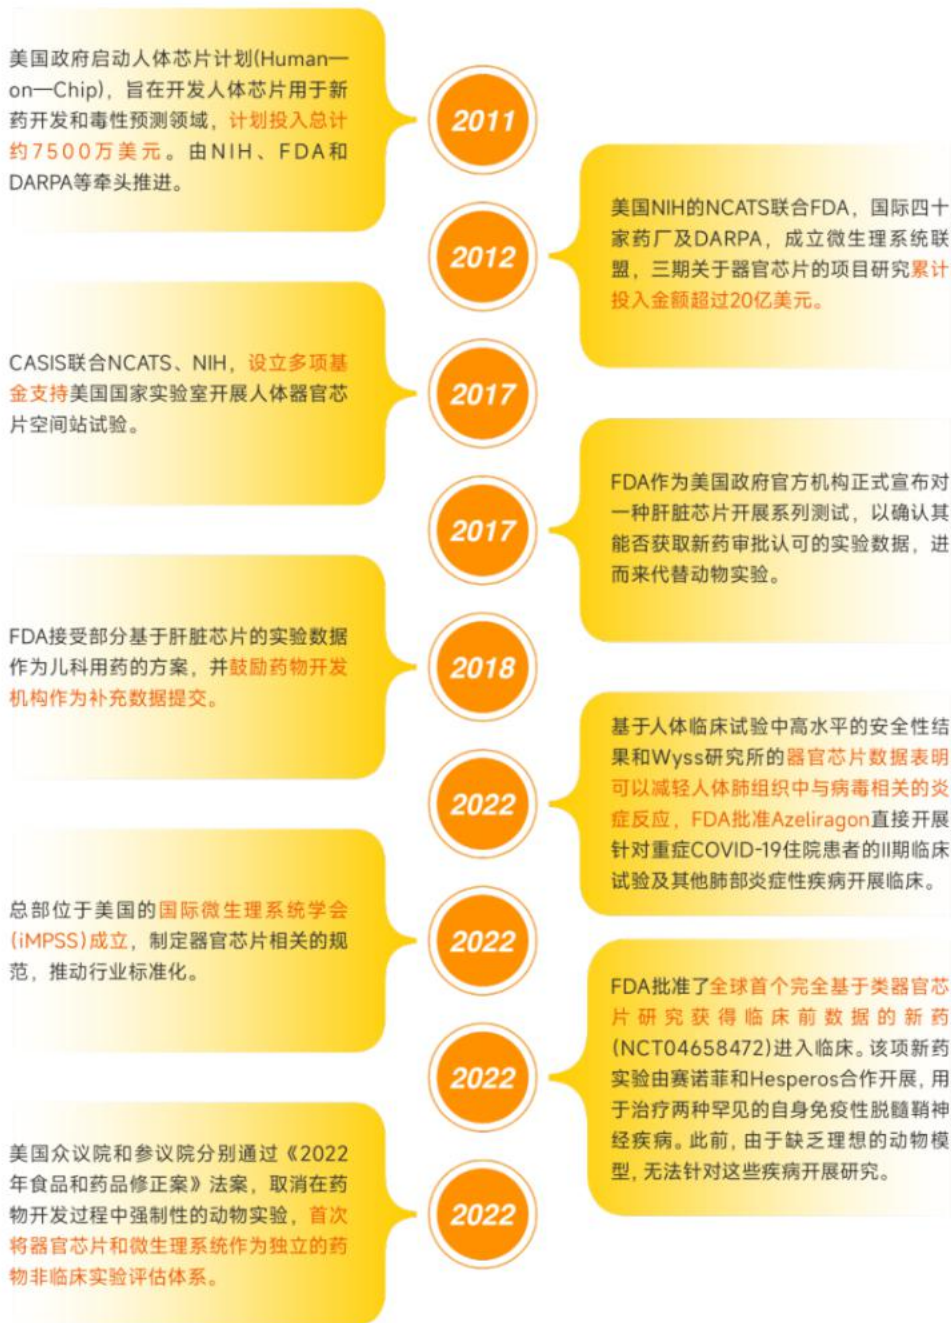 美国政府启动人体芯片计划(Human—
on—Chip)，旨在开发人体芯片用于新
药开发和毒性预测领域，计划投入总计
约7500万美元。由NIH、FDA和
DARPA等牵头推进。
2011
2012
美国NIH的NCATS联合FDA，国际四十
家药厂及DARPA，成立微生理系统联
盟，三期关于器官芯片的项目研究累计
投入金额超过20亿美元。
CASIS联合NCATS、NIH，设立多项基
金支持美国国家实验室开展人体器官芯
片空间站试验。
2017
2017
FDA作为美国政府官方机构正式宣布对
一种肝脏芯片开展系列测试，以确认其
能否获取新药审批认可的实验数据，进
而来代替动物实验。
FDA接受部分基于肝脏芯片的实验数据
作为儿科用药的方案，并鼓励药物开发
机构作为补充数据提交。
2018
2022
基于人体临床试验中高水平的安全性结
果和Wyss研究所的器官芯片数据表明
可以减轻人体肺组织中与病毒相关的炎
症反应，FDA批准Azeliragon直接开展
针对重症COVID-19住院患者的II期临床
试验及其他肺部炎症性疾病开展临床。
总部位于美国的国际微生理系统学会
(iMPSS)成立，制定器官芯片相关的规
范，推动行业标准化。
2022
2022
FDA批准了全球首个完全基于类器官芯
片研究获得临床前数据的新药
(NCT04658472)进入临床。该项新药
实验由赛诺菲和Hesperos合作开展，用
于治疗两种罕见的自身免疫性脱髓鞘神
经疾病。此前，由于缺乏理想的动物模
型，无法针对这些疾病开展研究。
美国众议院和参议院分别通过《2022
年食品和药品修正案》法案，取消在药
物开发过程中强制性的动物实验，首次
将器官芯片和微生理系统作为独立的药
物非临床实验评估体系。
2022